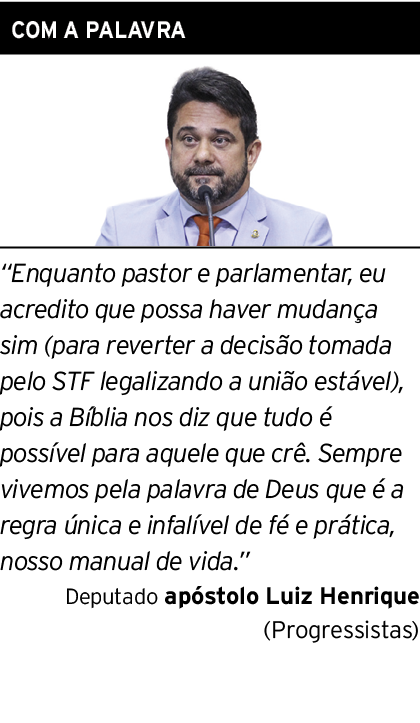 COM A PALAVRA
“Enquanto pastor e parlamentar, eu
acredito que possa haver mudança
sim (para reverter a decisão tomada
pelo STF legalizando a união estável),
pois a Bíblia nos diz que tudo é
possível para aquele que crê. Sempre
vivemos pela palavra de Deus que é a
regra única e infalível de fé e prática,
nosso manual de vida.”
Deputado apóstolo Luiz Henrique
(Progressistas)